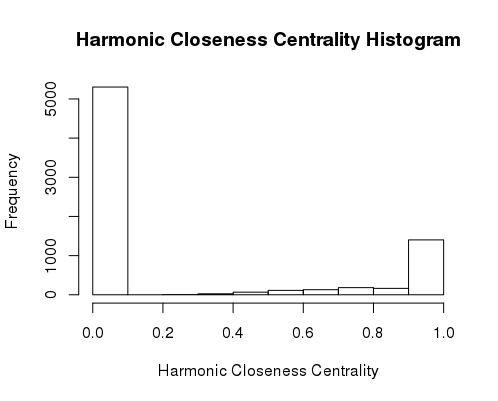 Harmonic Closeness Centrality Histogram
Frequency
5000
3000
1000
0
0.0 0.2 0.4 0.6 0.8 1.0
Harmonic Closeness Centrality